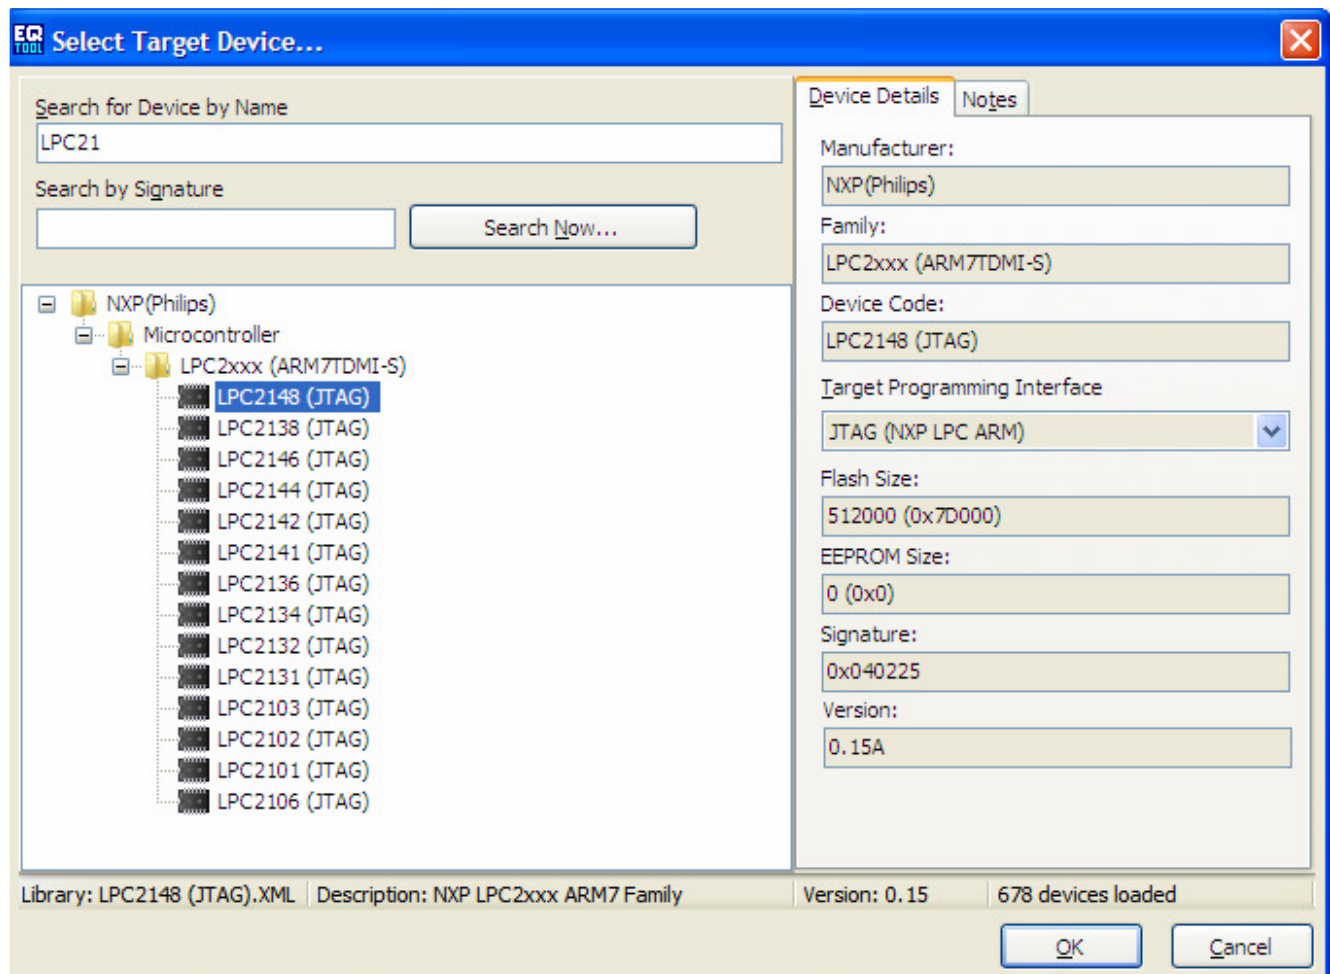 EQ TOOL Select Target Device...
Search for Device by Name
LPC21
Search by Signature
Search Now...
NXP(Philips)
Microcontroller
LPC2xxx (ARM7TDMI-S)
LPC2148 (JTAG)
LPC2138 (JTAG)
LPC2146 (JTAG)
LPC2144 (JTAG)
LPC2142 (JTAG)
LPC2141 (JTAG)
LPC2136 (JTAG)
LPC2134 (JTAG)
LPC2132 (JTAG)
LPC2131 (JTAG)
LPC2103 (JTAG)
LPC2102 (JTAG)
LPC2101 (JTAG)
LPC2106 (JTAG)
Device Details Notes
Manufacturer:
NXP(Philips)
Family:
LPC2xxx (ARM7TDMI-S)
Device Code:
LPC2148 (JTAG)
Target Programming Interface
JTAG (NXP LPC ARM)
Flash Size:
512000 (0x7D000)
EEPROM Size:
0 (0x0)
Signature:
0x040225
Version:
0.15A
Library: LPC2148 (JTAG).XML Description: NXP LPC2xxx ARM7 Family Version: 0.15 678 devices loaded
OK Cancel